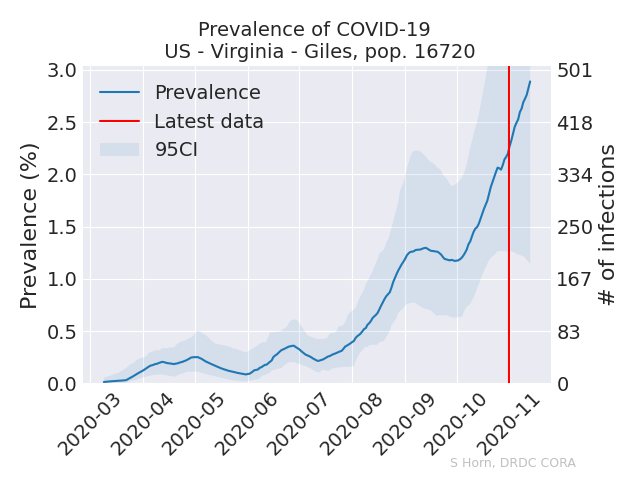 Prevalence of COVID-19
US - Virginia - Giles, pop. 16720
Prevalence (%)
3.0
2.5
2.0
1.5
1.0
0.5
0.0
Prevalence
Latest data
95CI
501
418
334
250
167
83
0
# of infections
2020-03
2020-04
2020-05
2020-06
2020-07
2020-08
2020-09
2020-10
2020-11
S Horn, DRDC CORA